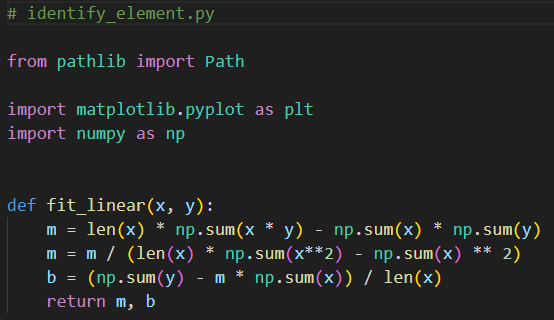 # identify_element.py
from pathlib import Path
import matplotlib.pyplot as plt
import numpy as np
def fit_linear(x, y):
    m = len(x) * np.sum(x * y) - np.sum(x) * np.sum(y)
    m = m / (len(x) * np.sum(x**2) - np.sum(x) ** 2)
    b = (np.sum(y) - m * np.sum(x)) / len(x)
    return m, b